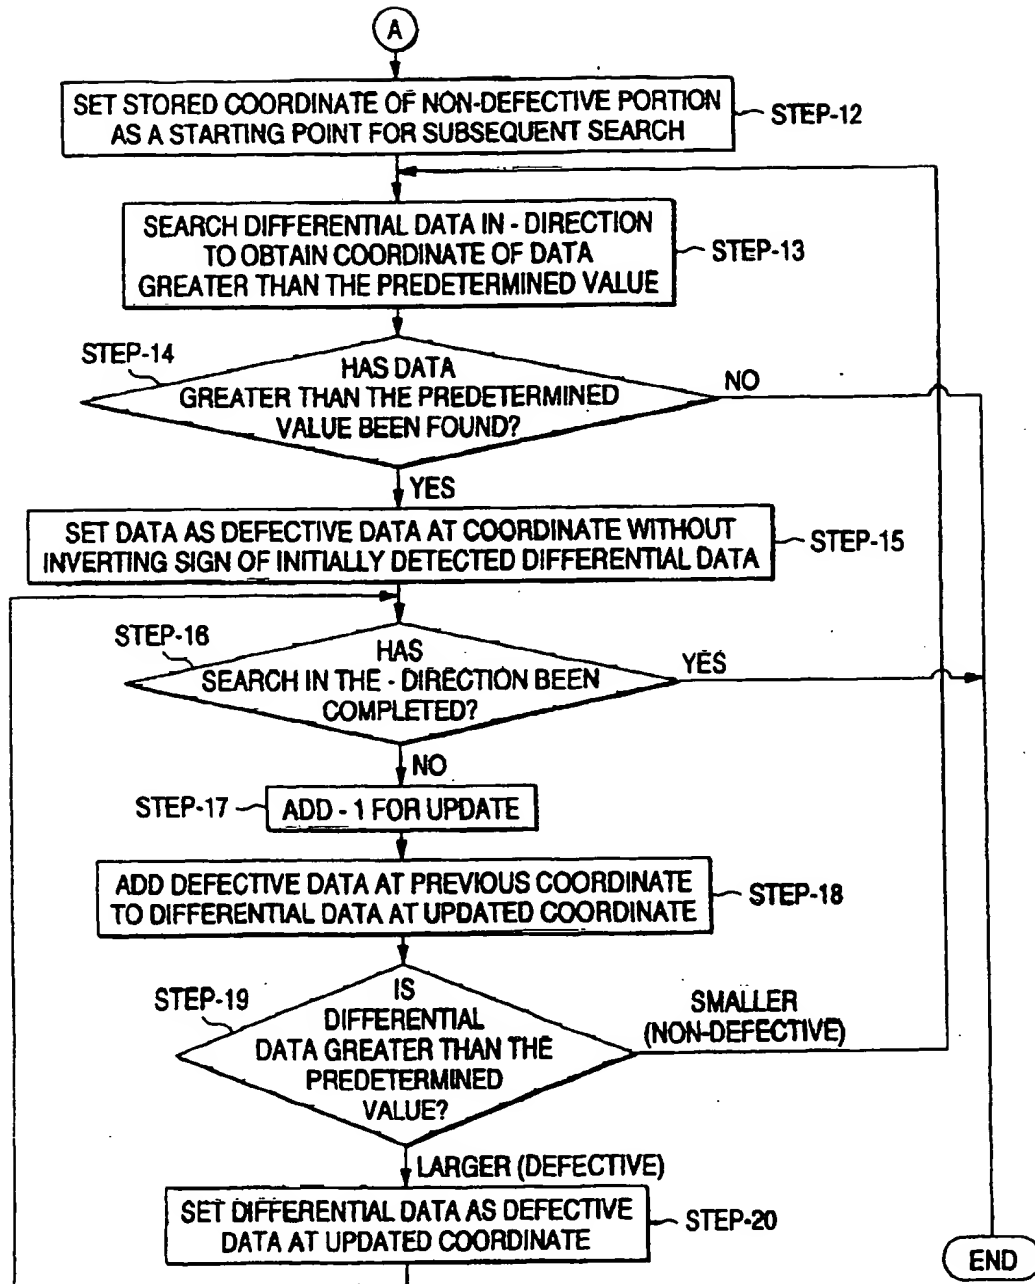 A
SET STORED COORDINATE OF NON-DEFECTIVE PORTION
AS A STARTING POINT FOR SUBSEQUENT SEARCH
STEP-12
SEARCH DIFFERENTIAL DATA IN - DIRECTION
TO OBTAIN COORDINATE OF DATA
GREATER THAN THE PREDETERMINED VALUE
STEP-13
STEP-14
HAS DATA
GREATER THAN THE PREDETERMINED
VALUE BEEN FOUND?
NO
YES
SET DATA AS DEFECTIVE DATA AT COORDINATE WITHOUT
INVERTING SIGN OF INITIALLY DETECTED DIFFERENTIAL DATA
STEP-15
STEP-16
HAS
SEARCH IN THE - DIRECTION BEEN
COMPLETED?
YES
NO
STEP-17
ADD - 1 FOR UPDATE
ADD DEFECTIVE DATA AT PREVIOUS COORDINATE
TO DIFFERENTIAL DATA AT UPDATED COORDINATE
STEP-18
STEP-19
IS
DIFFERENTIAL
DATA GREATER THAN THE
PREDETERMINED
VALUE?
SMALLER
(NON-DEFECTIVE)
LARGER (DEFECTIVE)
SET DIFFERENTIAL DATA AS DEFECTIVE
DATA AT UPDATED COORDINATE
STEP-20
END